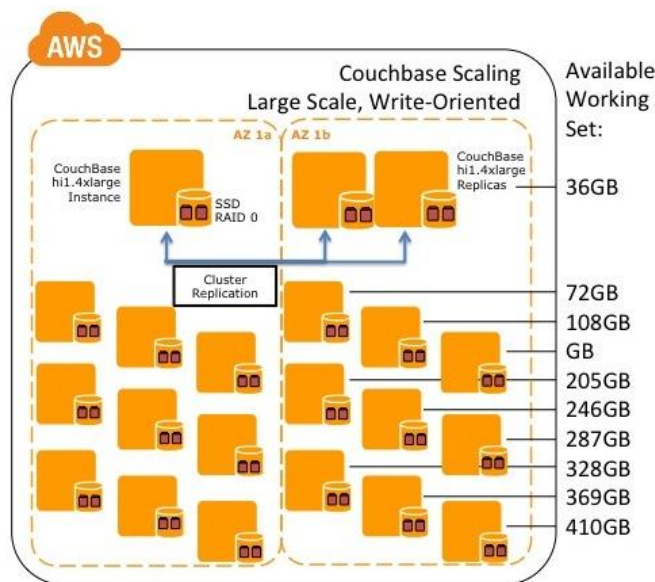 AWS
Couchbase Scaling
Large Scale, Write-Oriented
Available
Working
Set:
AZ 1a
AZ 1b
CouchBase
hi1.4xlarge
Instance
SSD
RAID 0
CouchBase
hi1.4xlarge
Replicas
36GB
Cluster
Replication
72GB
108GB
GB
205GB
246GB
287GB
328GB
369GB
410GB